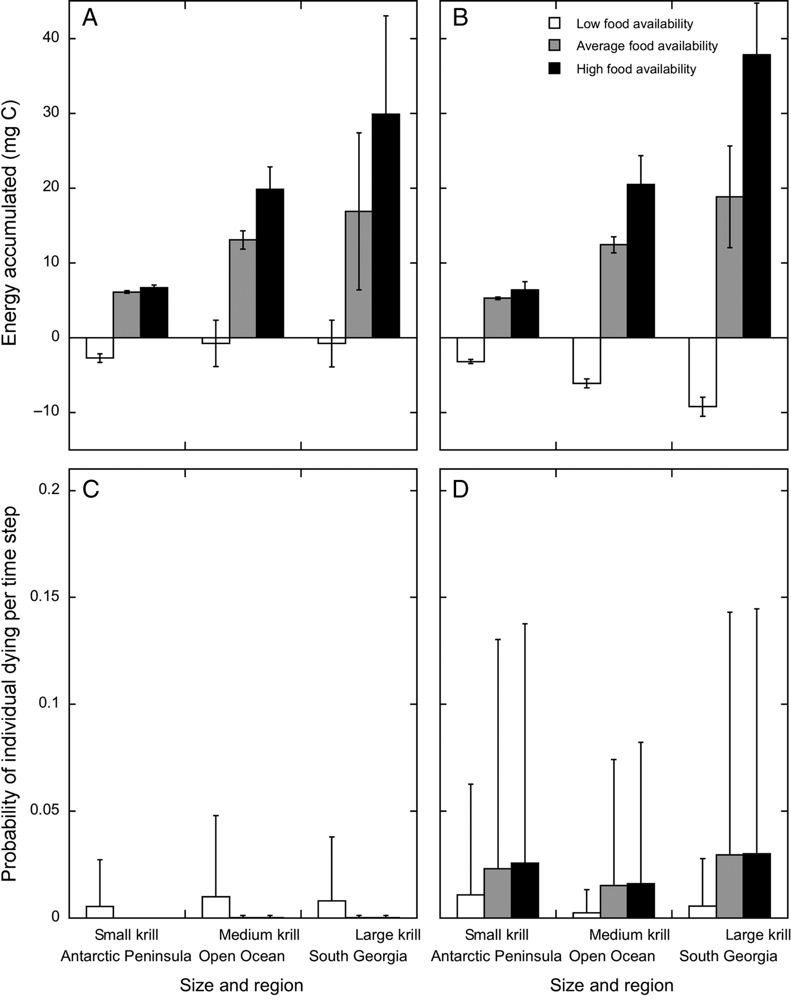 A
B
Low food availability
Average food availability
High food availability
Energy accumulated (mg C)
40
30
20
10
0
–10
C
D
Probability of individual dying per time step
0.2
0.15
0.1
0.05
0
Small krill Medium krill Large krill
Antarctic Peninsula Open Ocean South Georgia
Size and region
Small krill Medium krill Large krill
Antarctic Peninsula Open Ocean South Georgia
Size and region